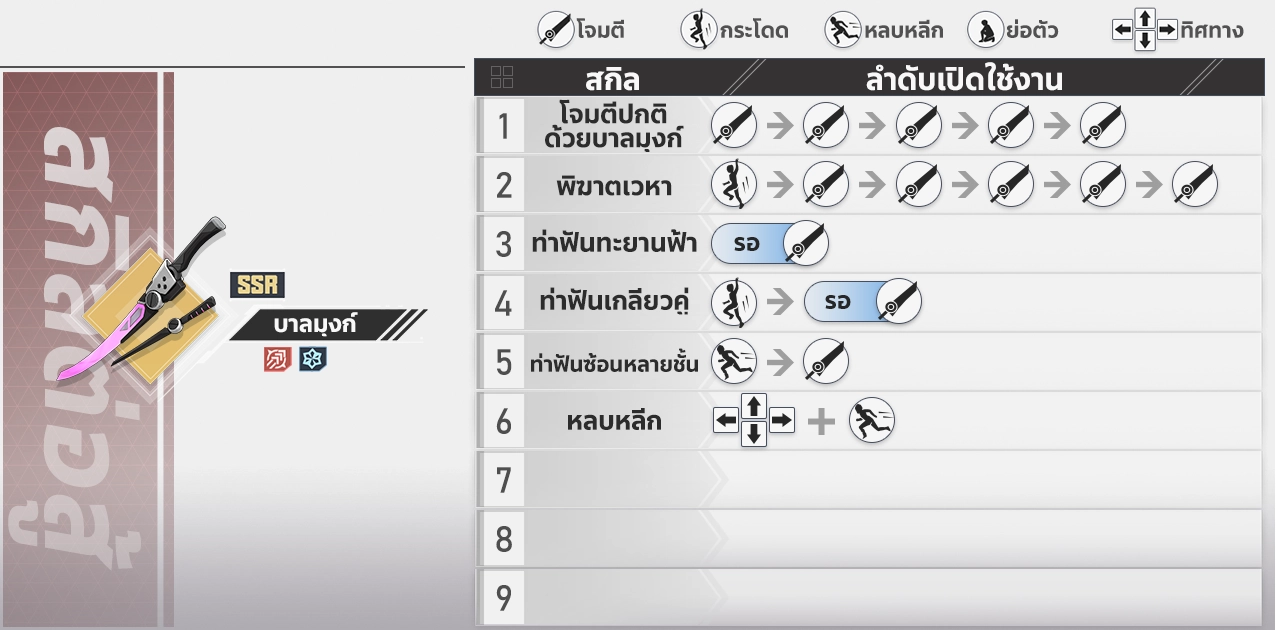 โจมตี
กระโดด
หลบหลีก
ย่อตัว
ทิศทาง
สกิล
ลำดับเปิดใช้งาน
สกิลต่อสู้
SSR
บาลมุงก์
1
โจมตีปกติ
ด้วยบาลมุงก์
2
พิฆาตเวหา
3
ท่าฟันทะยานฟ้า
รอ
4
ท่าฟันเกลียวคู่
รอ
5
ท่าฟันซ้อนหลายชั้น
6
หลบหลีก
7
8
9